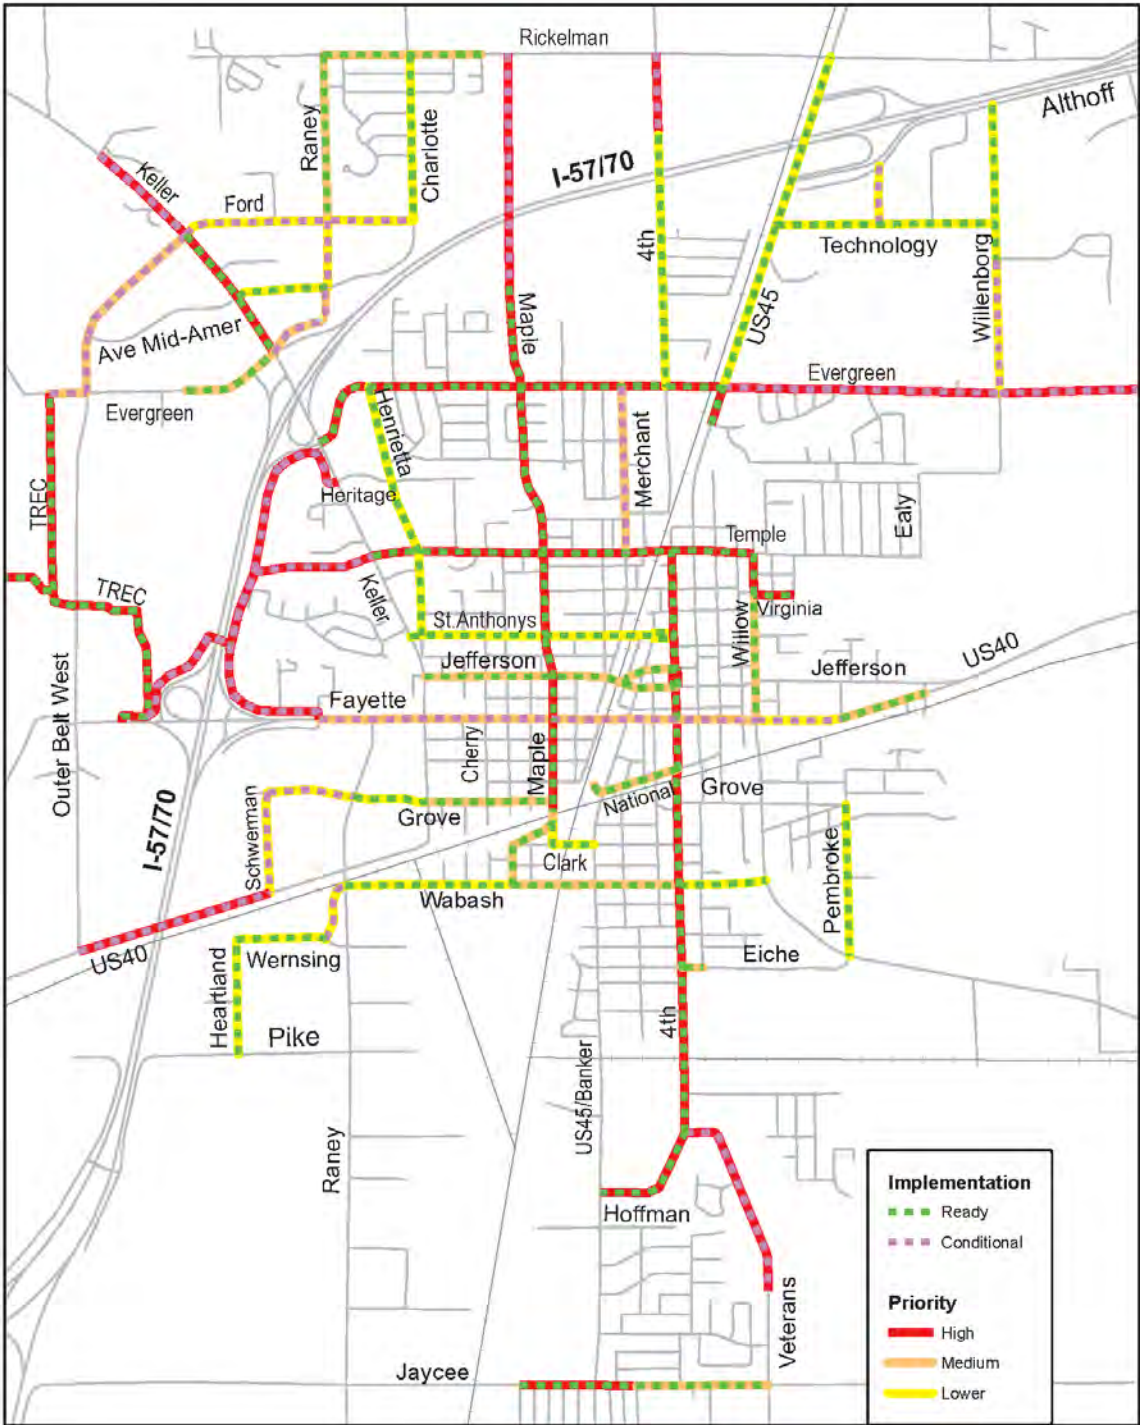 Rickelman
Althoff
Raney
Charlotte
I-57/70
Keller
Ford
4th
Technology
Willenborg
US45
Maple
Ave Mid-Amer
Evergreen
Evergreen
Henrietta
Merchant
TREC
Heritage
Ealy
Temple
TREC
Keller
Virginia
St.Anthonys
Willow
Jefferson
Jefferson
US40
Fayette
Outer Belt West
Cherry
Maple
National
Grove
Grove
I-57/70
Schwerman
Clark
Pembroke
Wabash
US40
Wernsing
Eiche
Heartland
4th
Pike
US45/Banker
Raney
Hoffman
Veterans
Jaycee
Implementation
Ready
Conditional
Priority
High
Medium
Lower